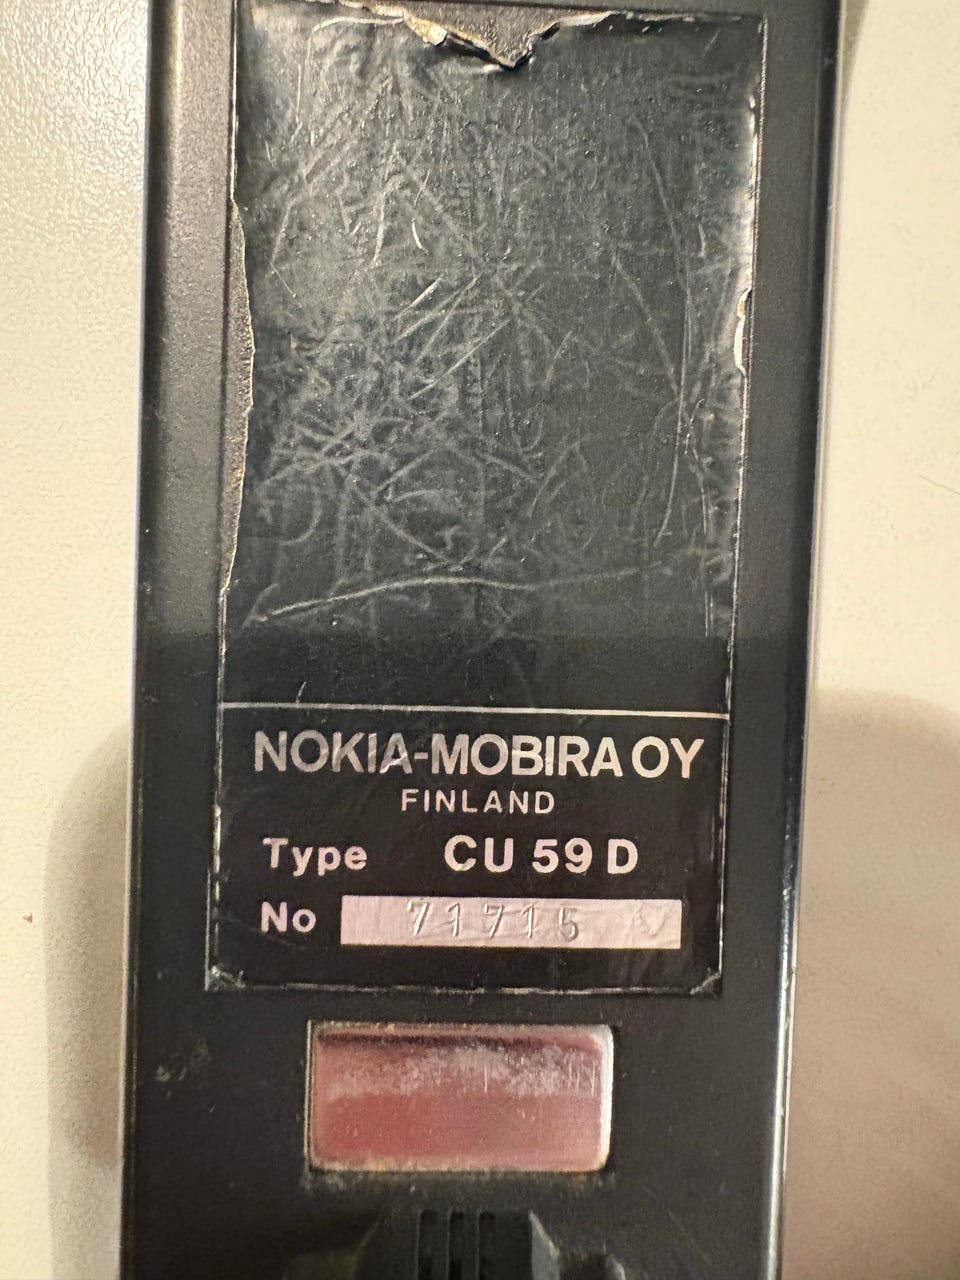 NOKIA-MOBIRA OY
FINLAND
Type CU 59 D
No 71715